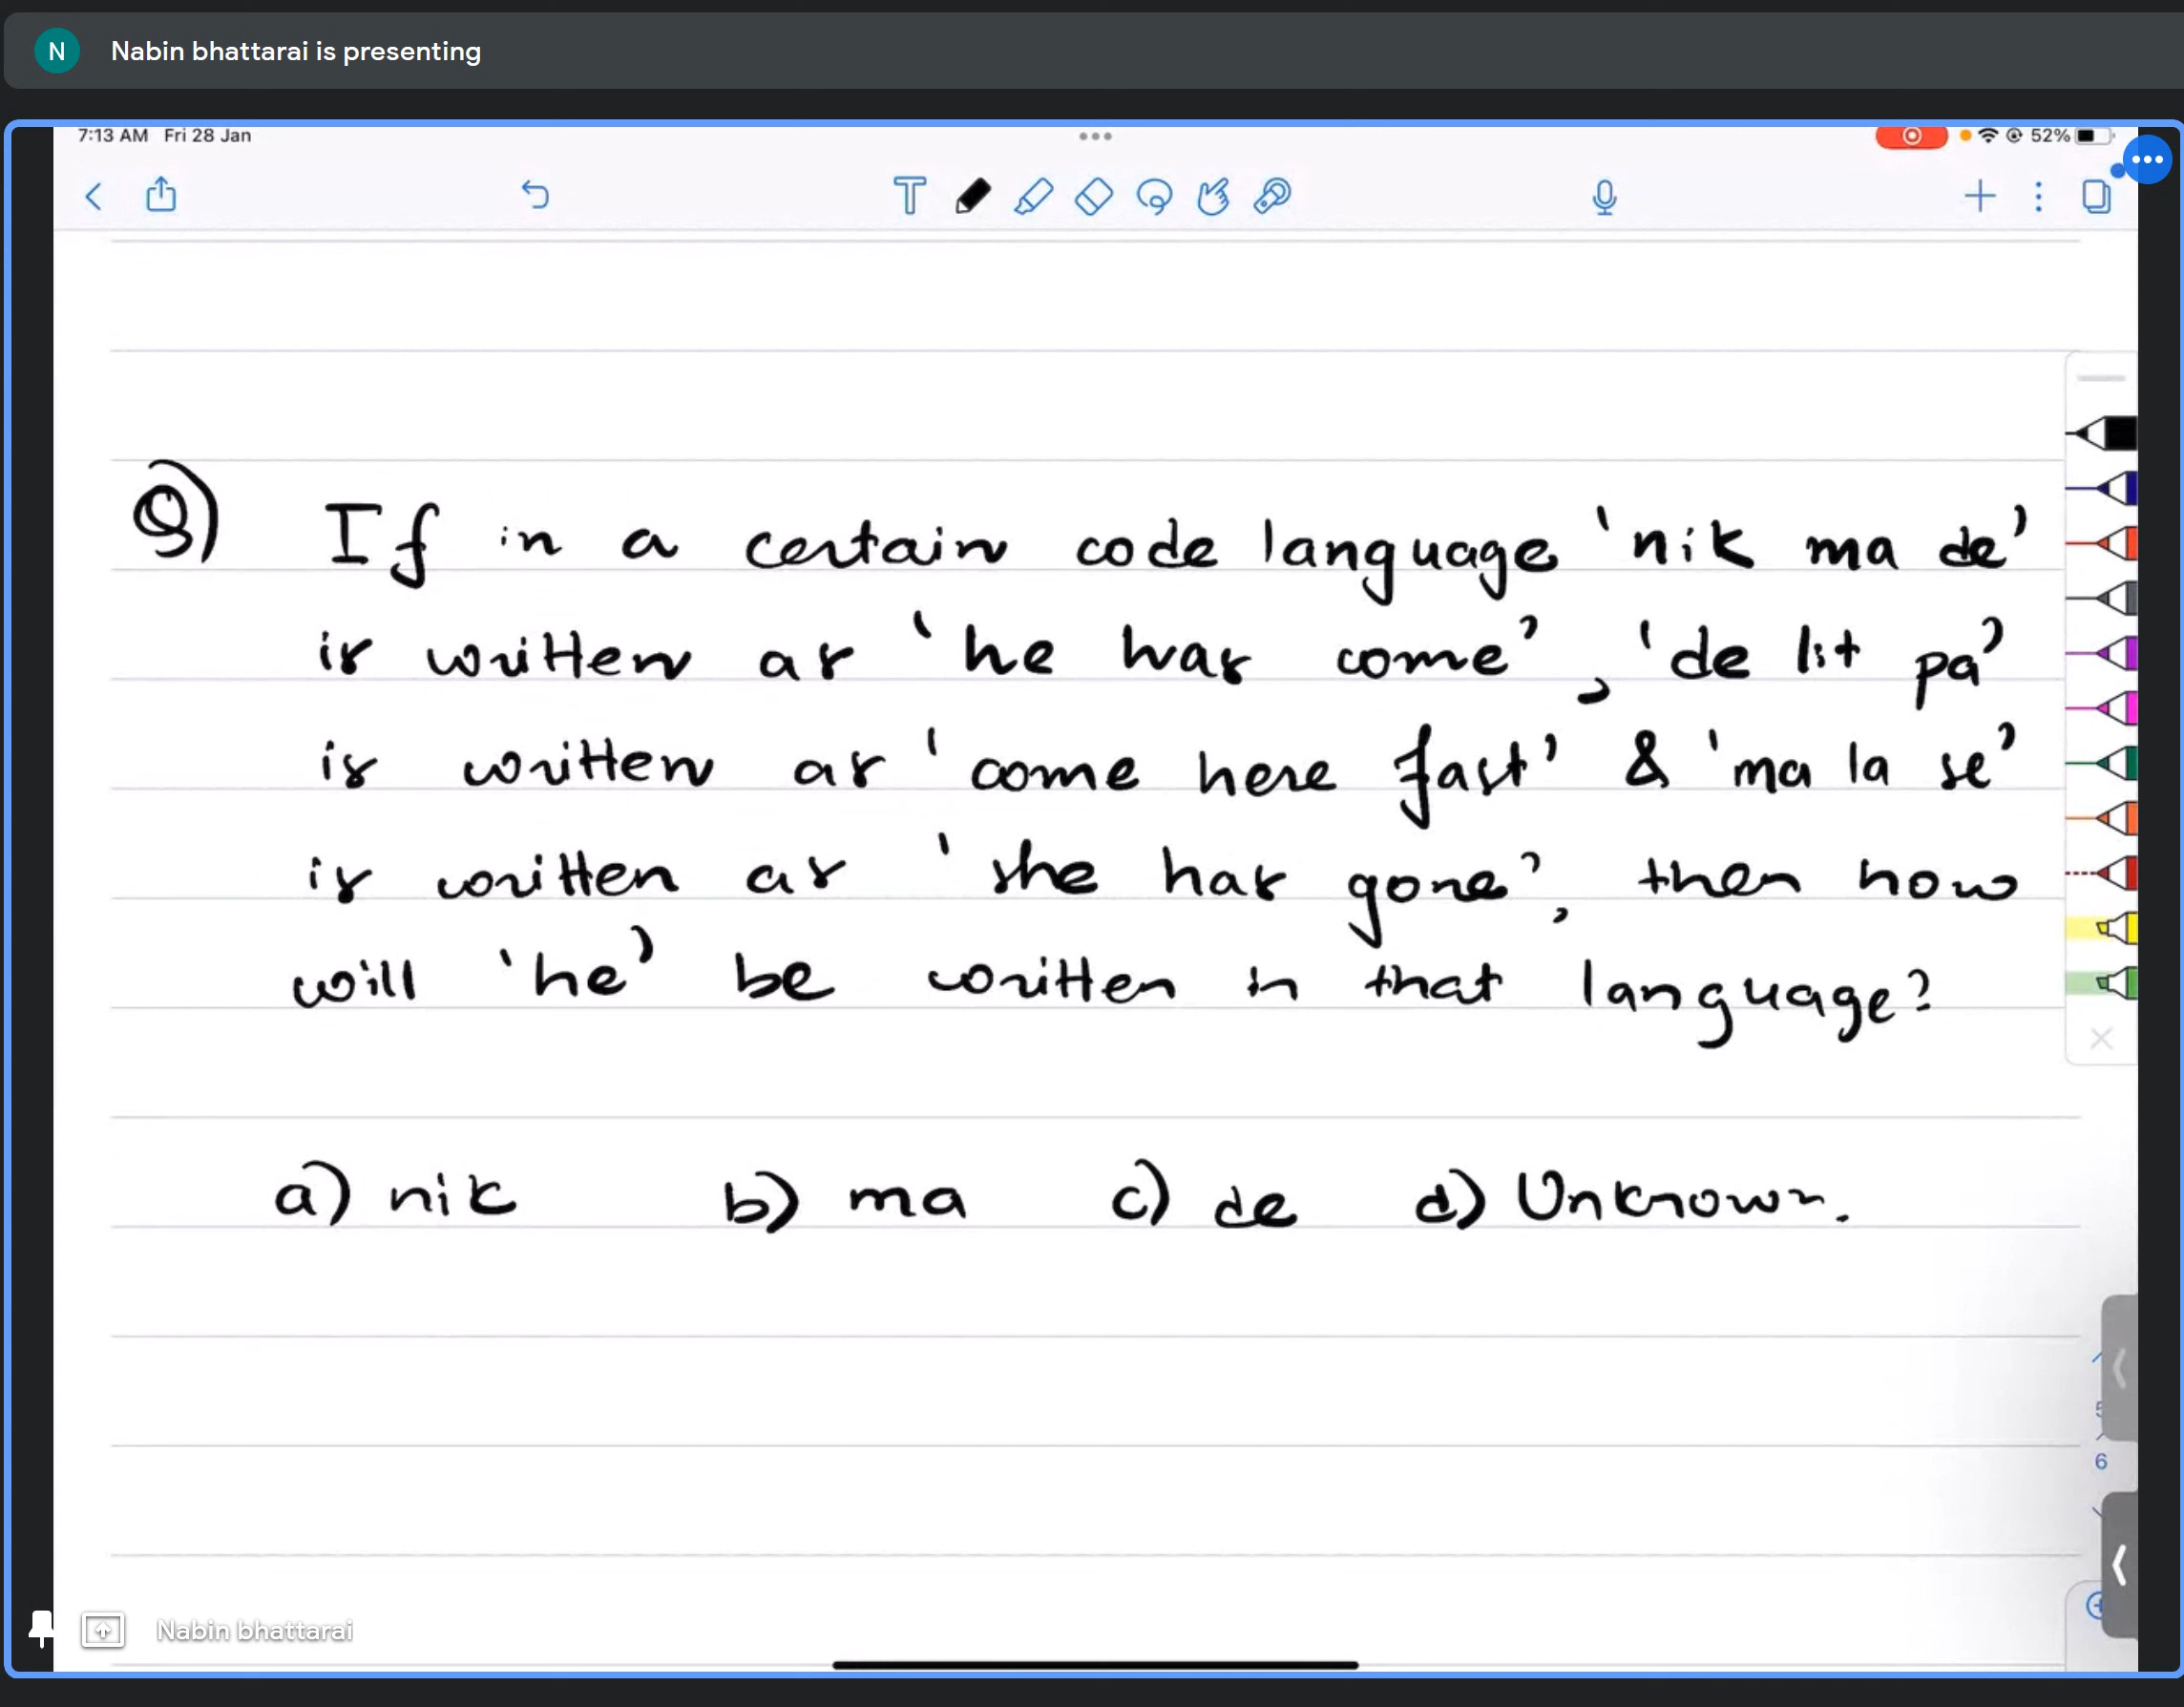 N Nabin bhattarai is presenting
7:13 AM Fri 28 Jan
52%
Q) If in a certain code language 'nik ma de'
is written as 'he has come', 'de lit pa'
is written as 'come here fast' & 'ma la se'
is written as 'she has gone', then how
will 'he' be written in that language?
a) nik b) ma c) de d) Unknown.
5
6
Nabin bhattarai